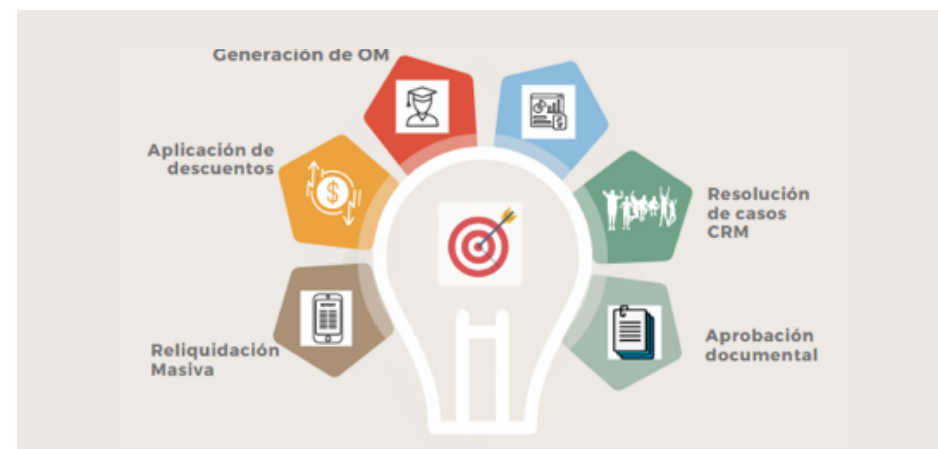 Generación de OM
Aplicación de
descuentos
Resolución
de casos
CRM
Reliquidación
Masiva
Aprobación
documental